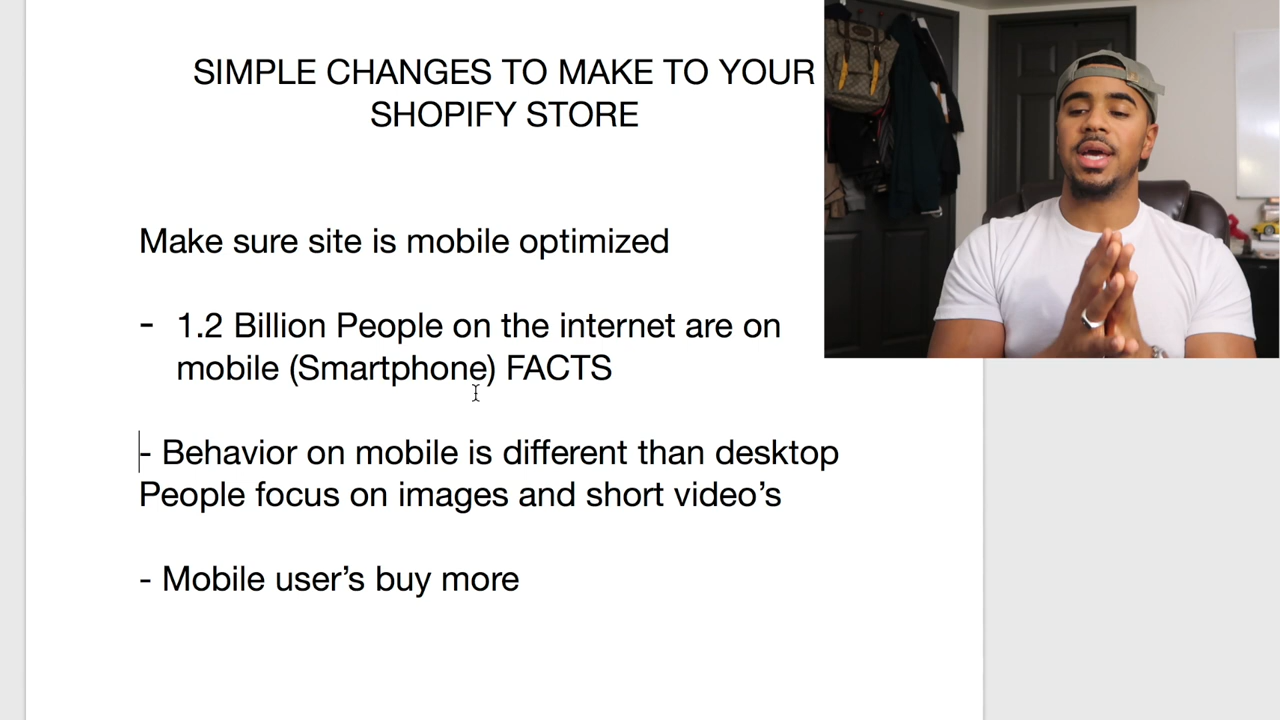 SIMPLE CHANGES TO MAKE TO YOUR
SHOPIFY STORE
Make sure site is mobile optimized
- 1.2 Billion People on the internet are on
mobile (Smartphone) FACTS
- Behavior on mobile is different than desktop
People focus on images and short video’s
- Mobile user’s buy more